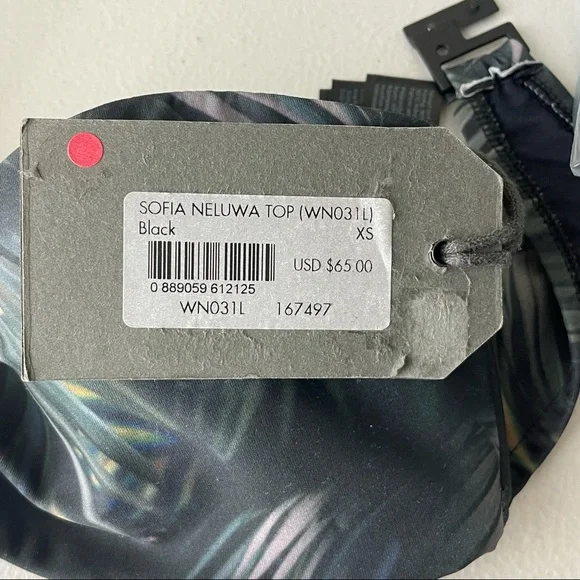 SOFIA NELUWA TOP (WN031L)
Black XS
USD $65.00
0 889059 612125
WN031L 167497